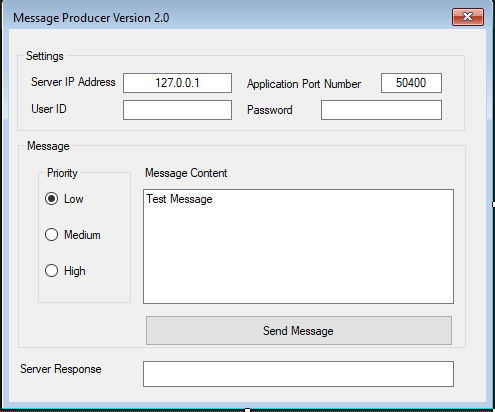 Message Producer Version 2.0
Settings
Server IP Address 127.0.0.1 Application Port Number 50400
User ID Password
Message
Priority Message Content
Low Test Message
Medium
High
Send Message
Server Response